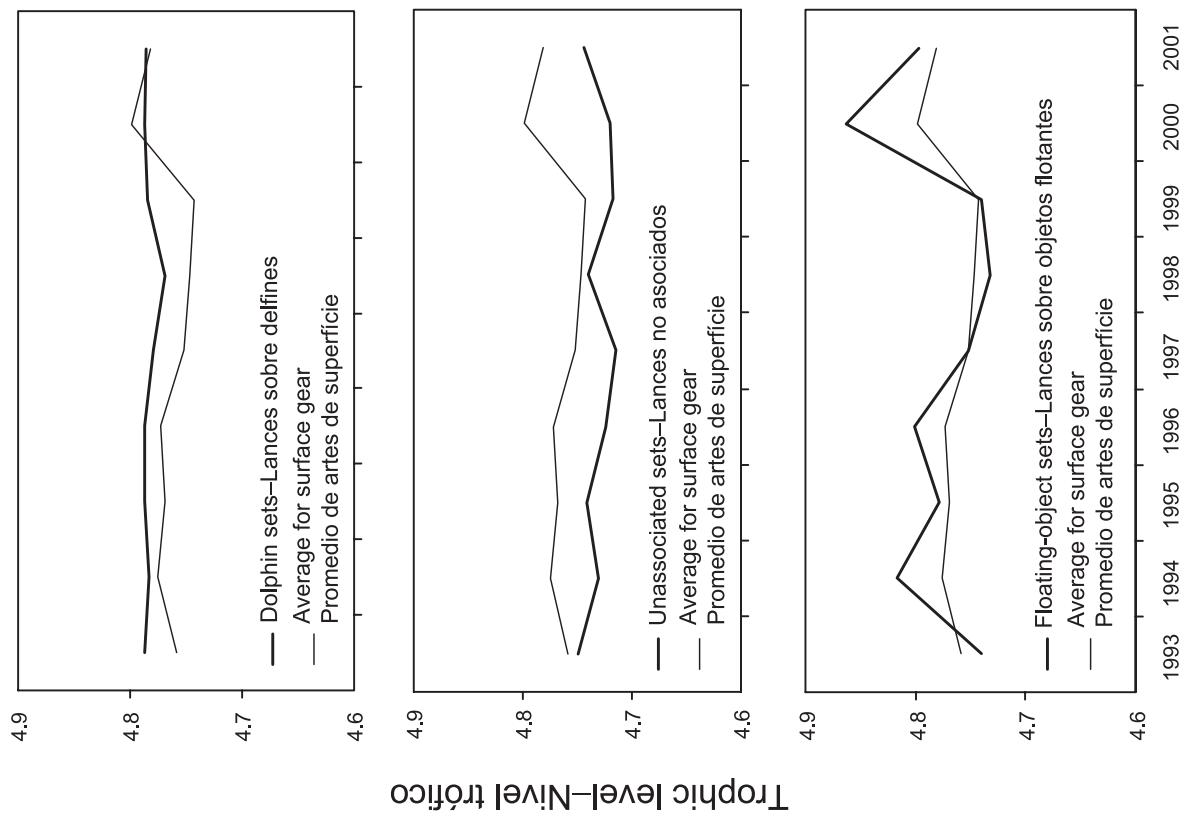 Trophic level–Nivel trófico
4.9
4.8
4.7
4.6
Dolphin sets–Lances sobre delfines
Average for surface gear
Promedio de artes de superfície
4.9
4.8
4.7
4.6
Unassociated sets–Lances no asociados
Average for surface gear
Promedio de artes de superfície
4.9
4.8
4.7
4.6
Floating-object sets–Lances sobre objetos flotantes
Average for surface gear
Promedio de artes de superfície
1993 1994 1995 1996 1997 1998 1999 2000 2001